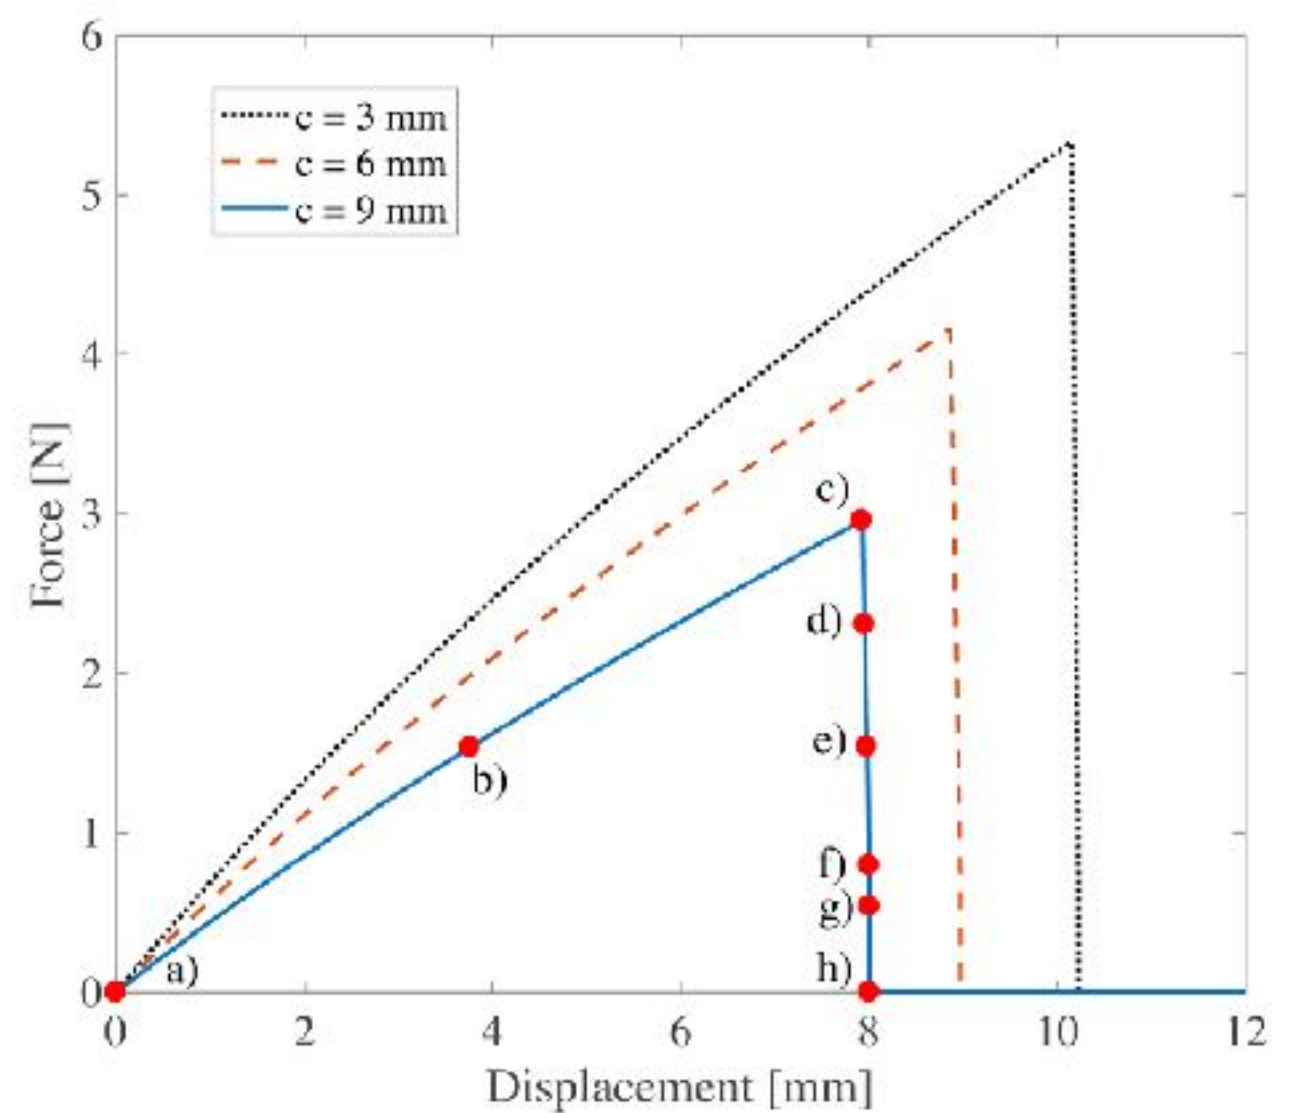 6
c = 3 mm
c = 6 mm
c = 9 mm
5
4
c)
3
d)
2
e)
b)
1
f)
g)
a)
h)
0
0 2 4 6 8 10 12
Force [N]
Displacement [mm]